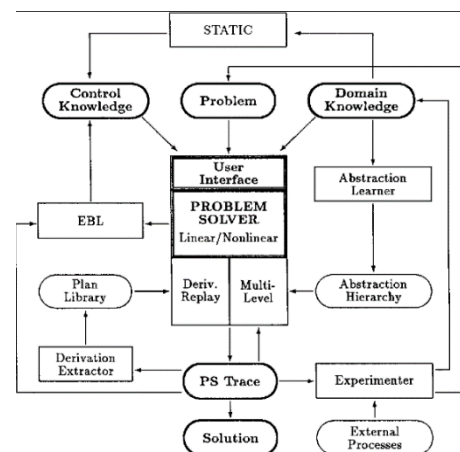 STATIC
Control
Knowledge
Problem
Domain
Knowledge
User
Interface
PROBLEM
SOLVER
Linear/Nonlinear
Abstraction
Learner
EBL
Plan
Library
Deriv.
Replay
Multi-
Level
Abstraction
Hierarchy
Derivation
Extractor
PS Trace
Experimenter
Solution
External
Processes